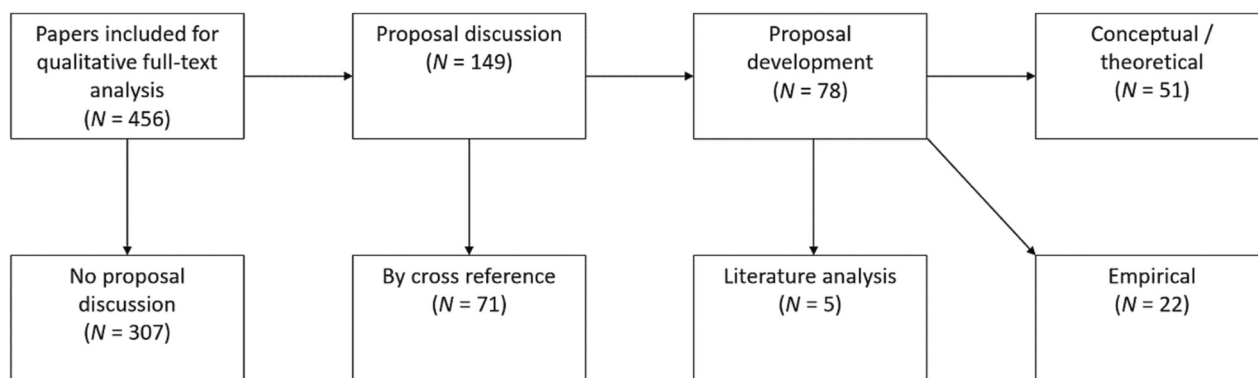 Papers included for
qualitative full-text
analysis
(N = 456)
Proposal discussion
(N = 149)
Proposal
development
(N = 78)
Conceptual /
theoretical
(N = 51)
No proposal
discussion
(N = 307)
By cross reference
(N = 71)
Literature analysis
(N = 5)
Empirical
(N = 22)